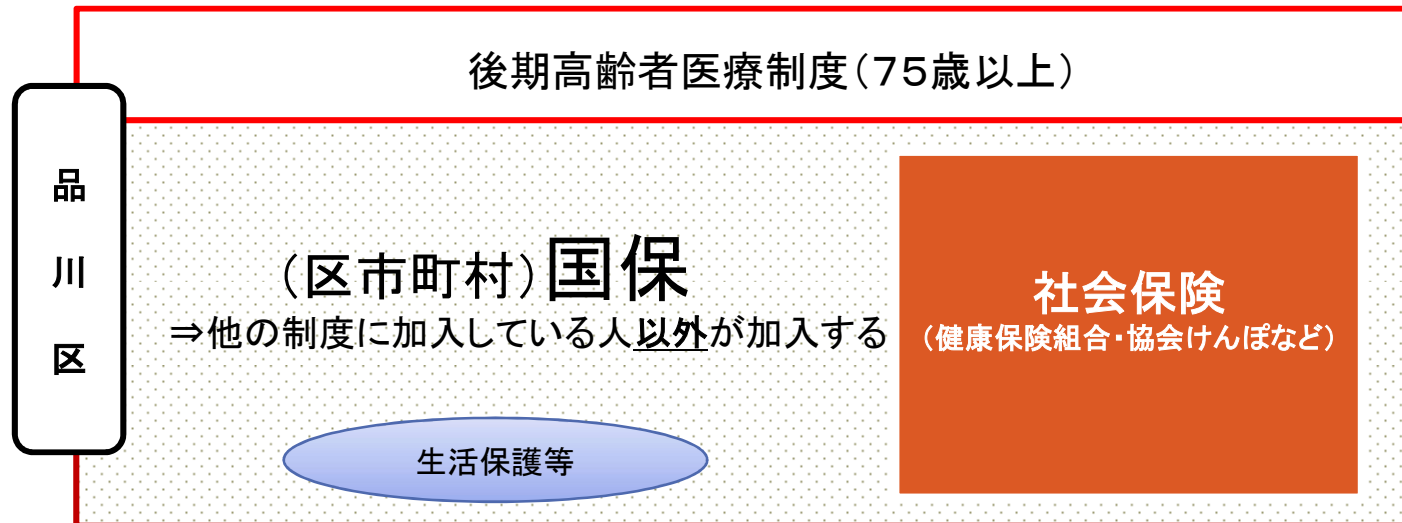 後期高齢者医療制度（７５歳以上）
品川区
（区市町村）国保
⇒他の制度に加入している人以外が加入する
社会保険
（健康保険組合・協会けんぽなど）
生活保護等